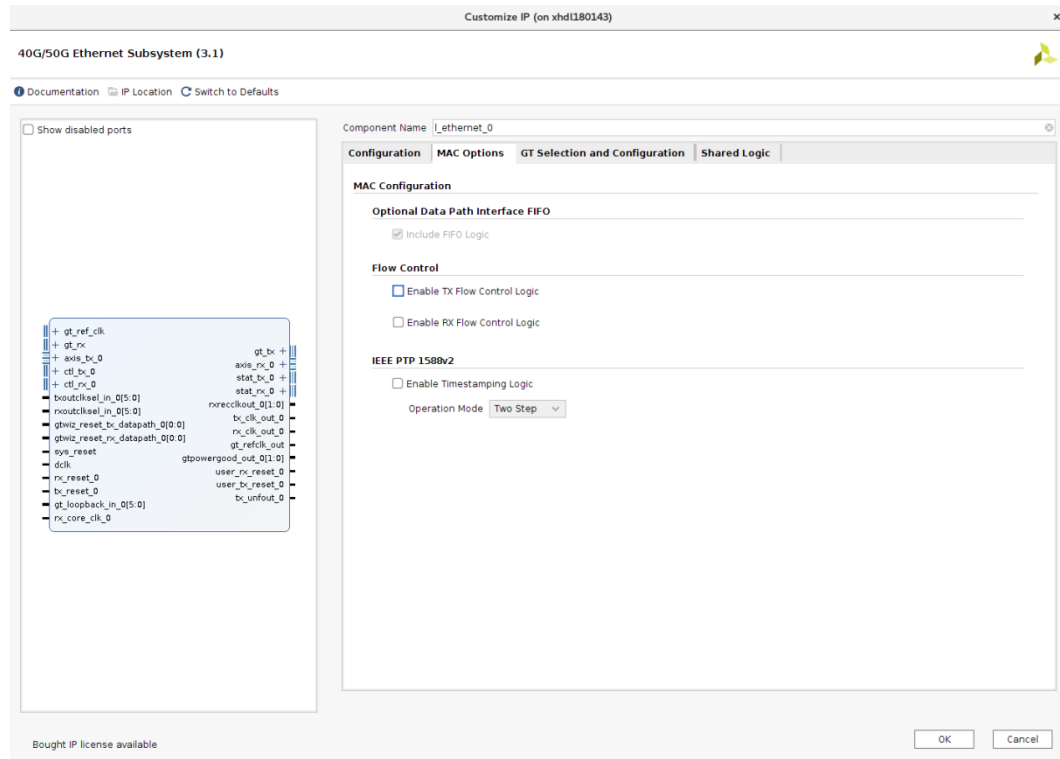 Customize IP (on xhdl180143)
40G/50G Ethernet Subsystem (3.1)
Documentation IP Location Switch to Defaults
Show disabled ports
+ gt_ref_clk
+ gt_rx
+ axis_tx_0
+ ctl_tx_0
+ ctl_rx_0
txoutclksel_in_0[5:0]
rxoutclksel_in_0[5:0]
gtwiz_reset_tx_datapath_0[0:0]
gtwiz_reset_rx_datapath_0[0:0]
sys_reset
dclk
rx_reset_0
tx_reset_0
gt_loopback_in_0[5:0]
rx_core_clk_0
gt_tx +
axis_rx_0 +
stat_tx_0 +
stat_rx_0 +
rxrecclkout_0[1:0]
tx_clk_out_0
rx_clk_out_0
gt_refclk_out
gtpowergood_out_0[1:0]
user_rx_reset_0
user_tx_reset_0
tx_unfout_0
Bought IP license available
Component Name l_ethernet_0
Configuration MAC Options GT Selection and Configuration Shared Logic
MAC Configuration
Optional Data Path Interface FIFO
Include FIFO Logic
Flow Control
Enable TX Flow Control Logic
Enable RX Flow Control Logic
IEEE PTP 1588v2
Enable Timestamping Logic
Operation Mode Two Step
OK Cancel